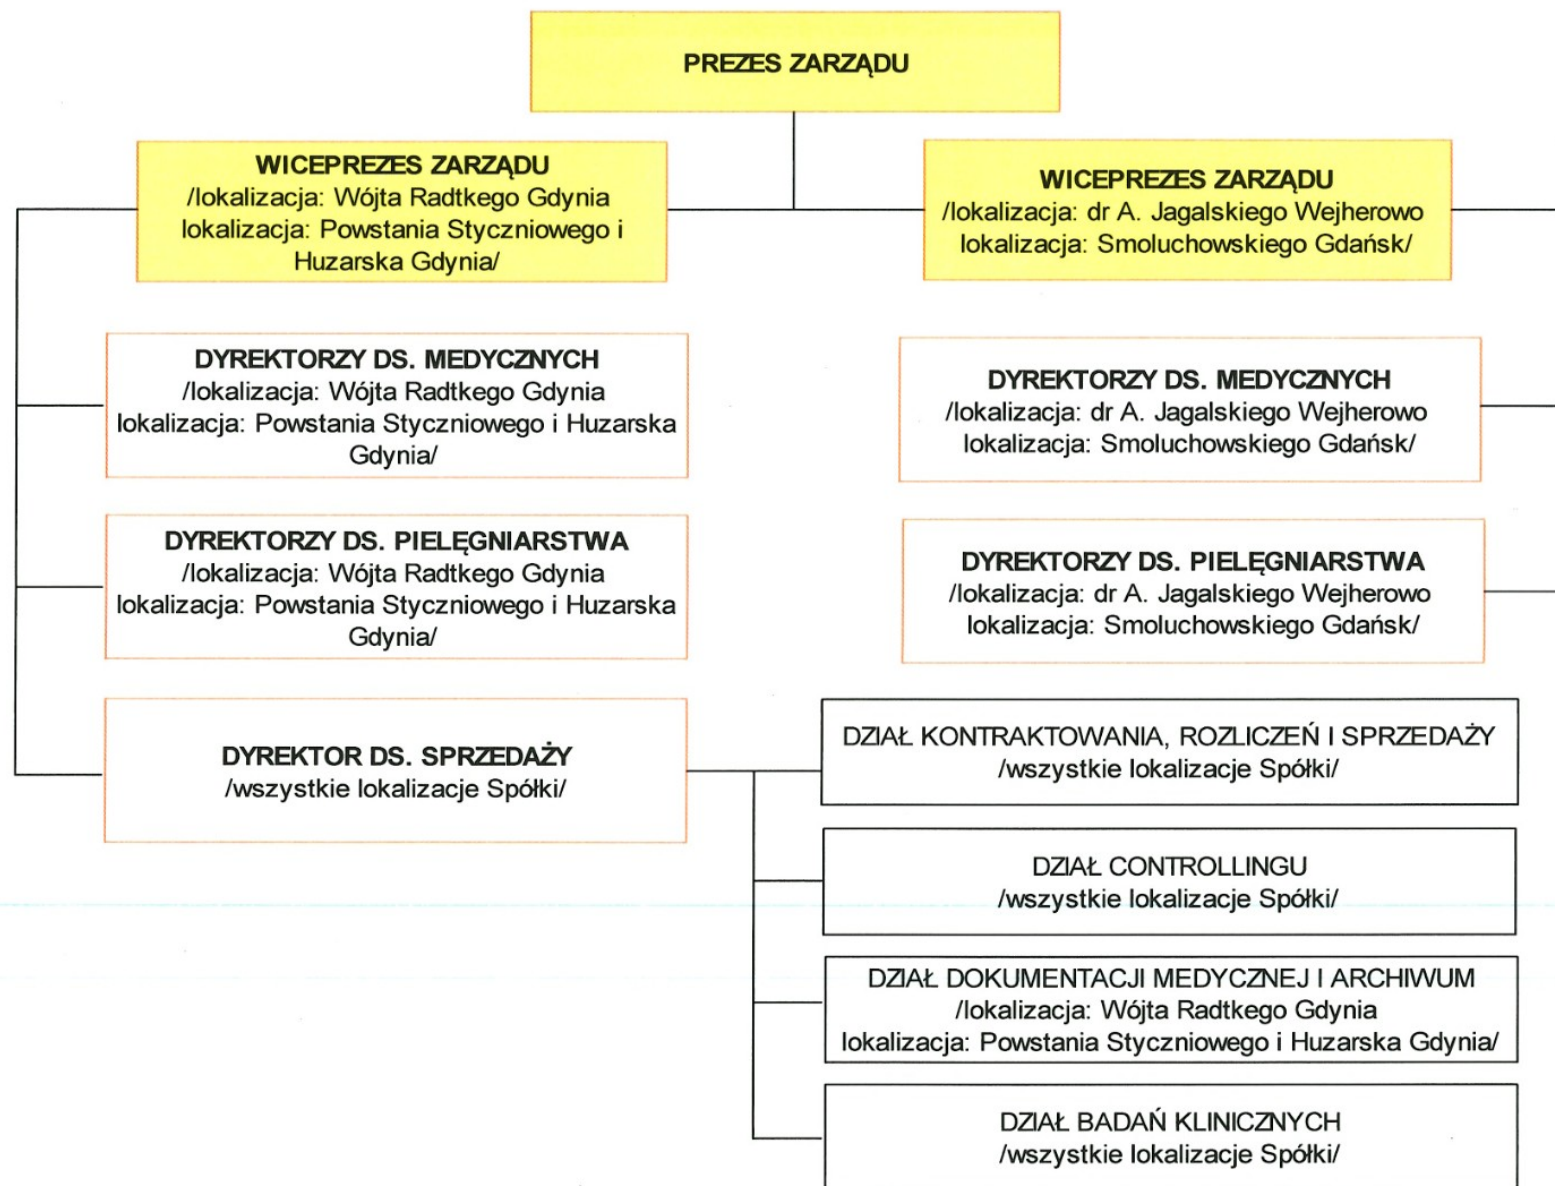 PREZES ZARZĄDU
WICEPREZES ZARZĄDU
/lokalizacja: Wójta Radtkego Gdynia
lokalizacja: Powstania Styczniowego i
Huzarska Gdynia/
WICEPREZES ZARZĄDU
/lokalizacja: dr A. Jagalskiego Wejherowo
lokalizacja: Smoluchowskiego Gdańsk/
DYREKTORZY DS. MEDYCZNYCH
/lokalizacja: Wójta Radtkego Gdynia
lokalizacja: Powstania Styczniowego i Huzarska
Gdynia/
DYREKTORZY DS. MEDYCZNYCH
/lokalizacja: dr A. Jagalskiego Wejherowo
lokalizacja: Smoluchowskiego Gdańsk/
DYREKTORZY DS. PIELĘGNIARSTWA
/lokalizacja: Wójta Radtkego Gdynia
lokalizacja: Powstania Styczniowego i Huzarska
Gdynia/
DYREKTORZY DS. PIELĘGNIARSTWA
/lokalizacja: dr A. Jagalskiego Wejherowo
lokalizacja: Smoluchowskiego Gdańsk/
DYREKTOR DS. SPRZEDAŻY
/wszystkie lokalizacje Spółki/
DZIAŁ KONTRAKTOWANIA, ROZLICZEŃ I SPRZEDAŻY
/wszystkie lokalizacje Spółki/
DZIAŁ CONTROLLINGU
/wszystkie lokalizacje Spółki/
DZIAŁ DOKUMENTACJI MEDYCZNEJ I ARCHIWUM
/lokalizacja: Wójta Radtkego Gdynia
lokalizacja: Powstania Styczniowego i Huzarska Gdynia/
DZIAŁ BADAŃ KLINICZNYCH
/wszystkie lokalizacje Spółki/